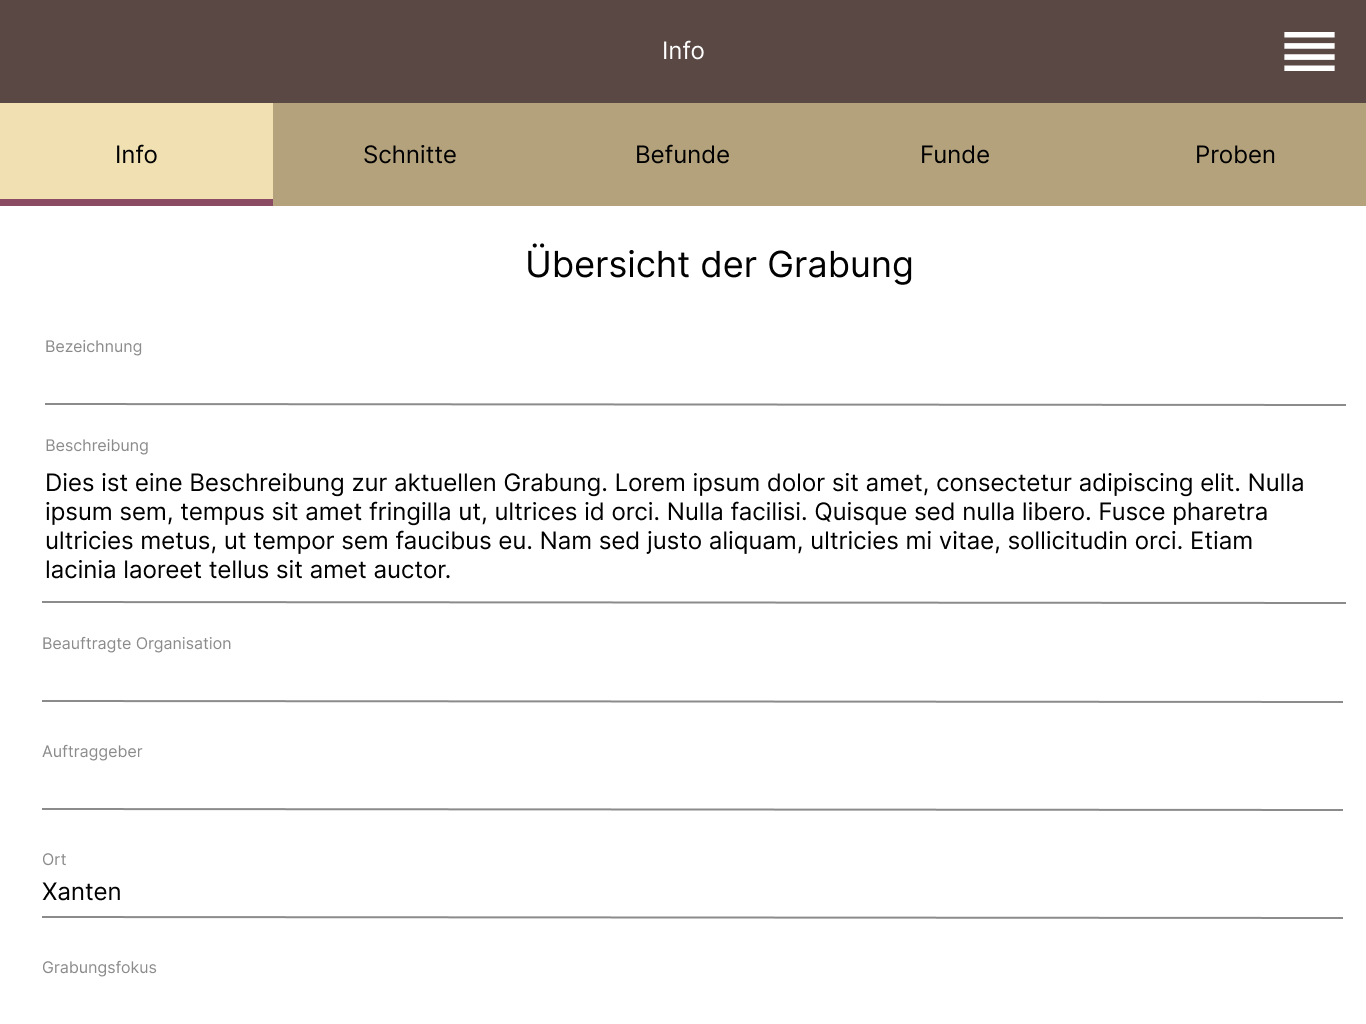 Info
Info
Schnitte
Befunde
Funde
Proben
Übersicht der Grabung
Bezeichnung
Beschreibung
Dies ist eine Beschreibung zur aktuellen Grabung. Lorem ipsum dolor sit amet, consectetur adipiscing elit. Nulla
ipsum sem, tempus sit amet fringilla ut, ultrices id orci. Nulla facilisi. Quisque sed nulla libero. Fusce pharetra
ultricies metus, ut tempor sem faucibus eu. Nam sed justo aliquam, ultricies mi vitae, sollicitudin orci. Etiam
lacinia laoreet tellus sit amet auctor.
Beauftragte Organisation
Auftraggeber
Ort
Xanten
Grabungsfokus